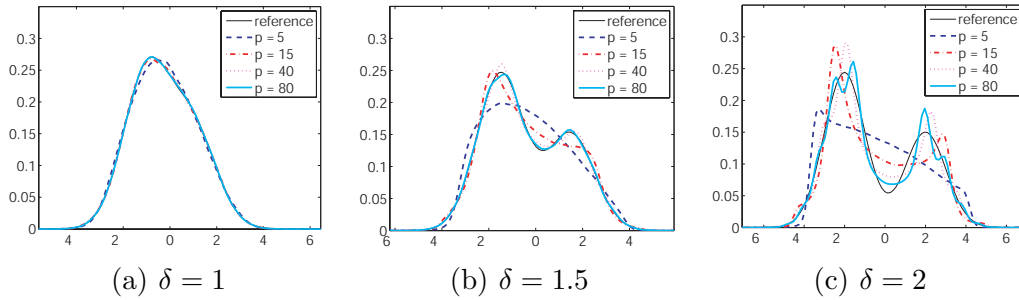 0.3
0.25
0.2
0.15
0.1
0.05
0
4 2 0 2 4 6
reference
p = 5
p = 15
p = 40
p = 80
(a) δ = 1
0.3
0.25
0.2
0.15
0.1
0.05
0
6 4 2 0 2 4
reference
p = 5
p = 15
p = 40
p = 80
(b) δ = 1.5
0.3
0.25
0.2
0.15
0.1
0.05
0
6 4 2 0 2 4 6
reference
p = 5
p = 15
p = 40
p = 80
(c) δ = 2